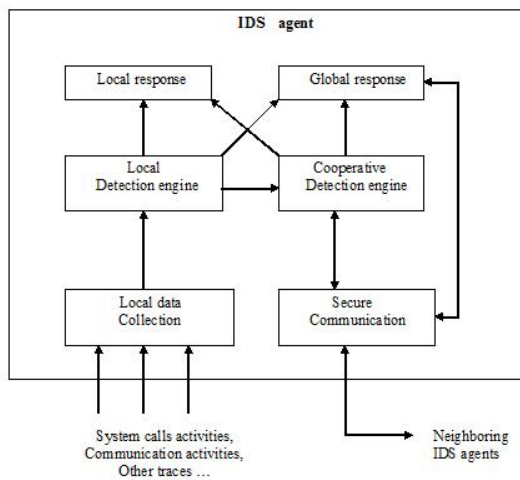 IDS agent
Local response
Global response
Local
Detection engine
Cooperative
Detection engine
Local data
Collection
Secure
Communication
System calls activities,
Communication activities,
Other traces ...
Neighboring
IDS agents